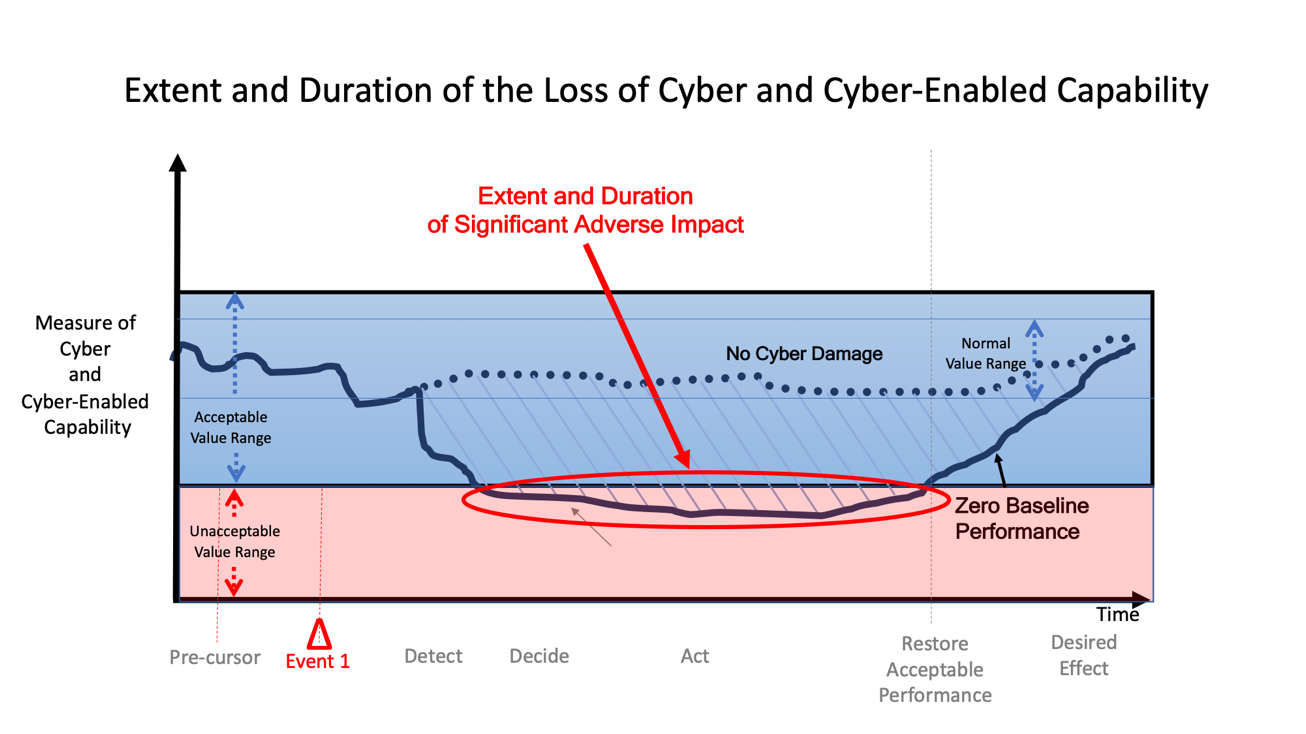 Extent and Duration of the Loss of Cyber and Cyber-Enabled Capability
Extent and Duration
of Significant Adverse Impact
Measure of
Cyber
and
Cyber-Enabled
Capability
No Cyber Damage
Normal
Value Range
Acceptable
Value Range
Unacceptable
Value Range
Zero Baseline
Performance
Time
Pre-cursor
Event 1
Detect
Decide
Act
Restore
Acceptable
Performance
Desired
Effect